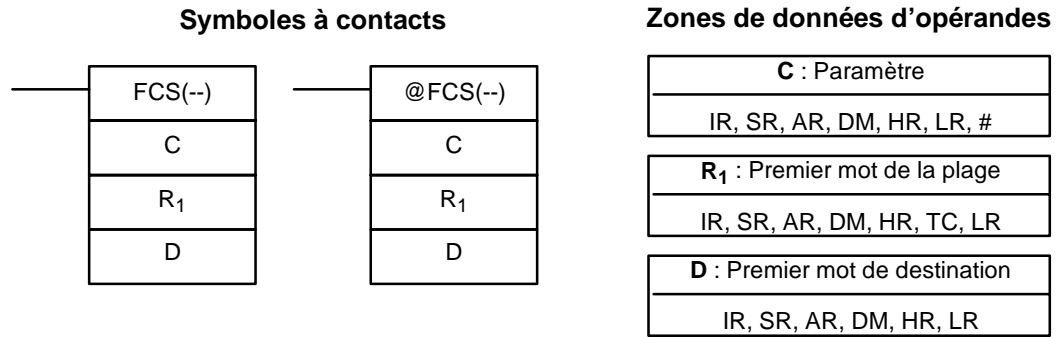 Symboles à contacts
FCS(--)
C
R1
D
@FCS(--)
C
R1
D
Zones de données d’opérandes
C : Paramètre
IR, SR, AR, DM, HR, LR, #
R1 : Premier mot de la plage
IR, SR, AR, DM, HR, TC, LR
D : Premier mot de destination
IR, SR, AR, DM, HR, LR